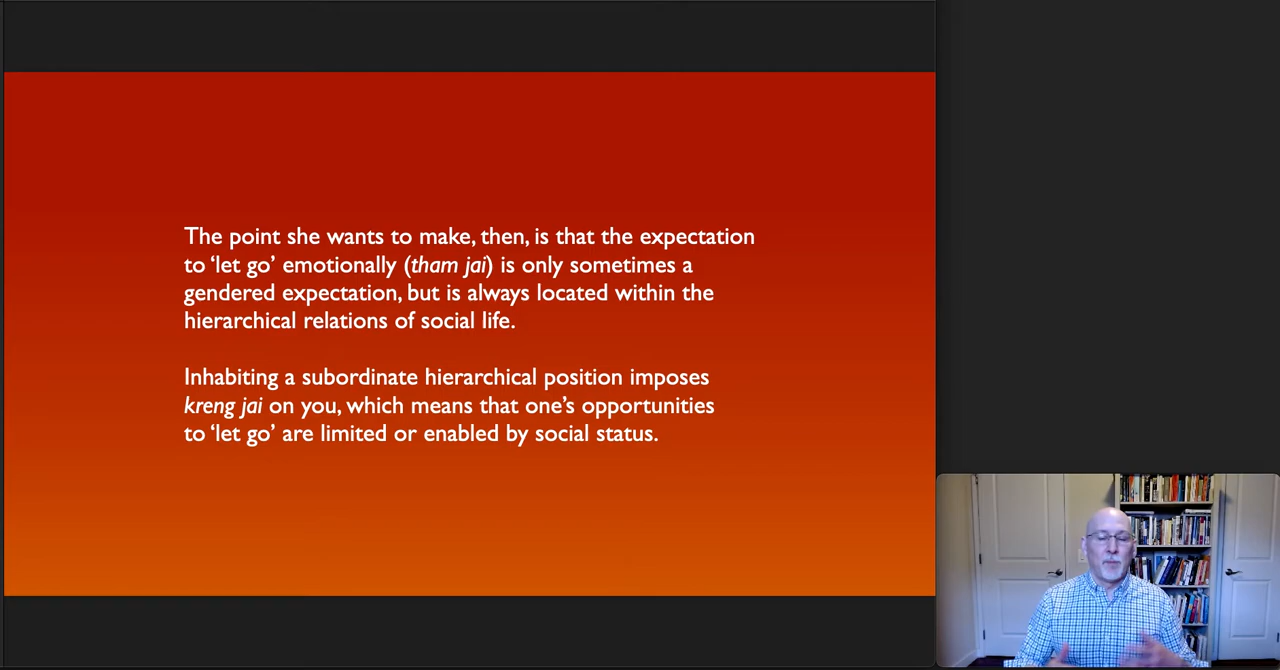 The point she wants to make, then, is that the expectation
to ‘let go’ emotionally (tham jai) is only sometimes a
gendered expectation, but is always located within the
hierarchical relations of social life.
Inhabiting a subordinate hierarchical position imposes
kreng jai on you, which means that one’s opportunities
to ‘let go’ are limited or enabled by social status.